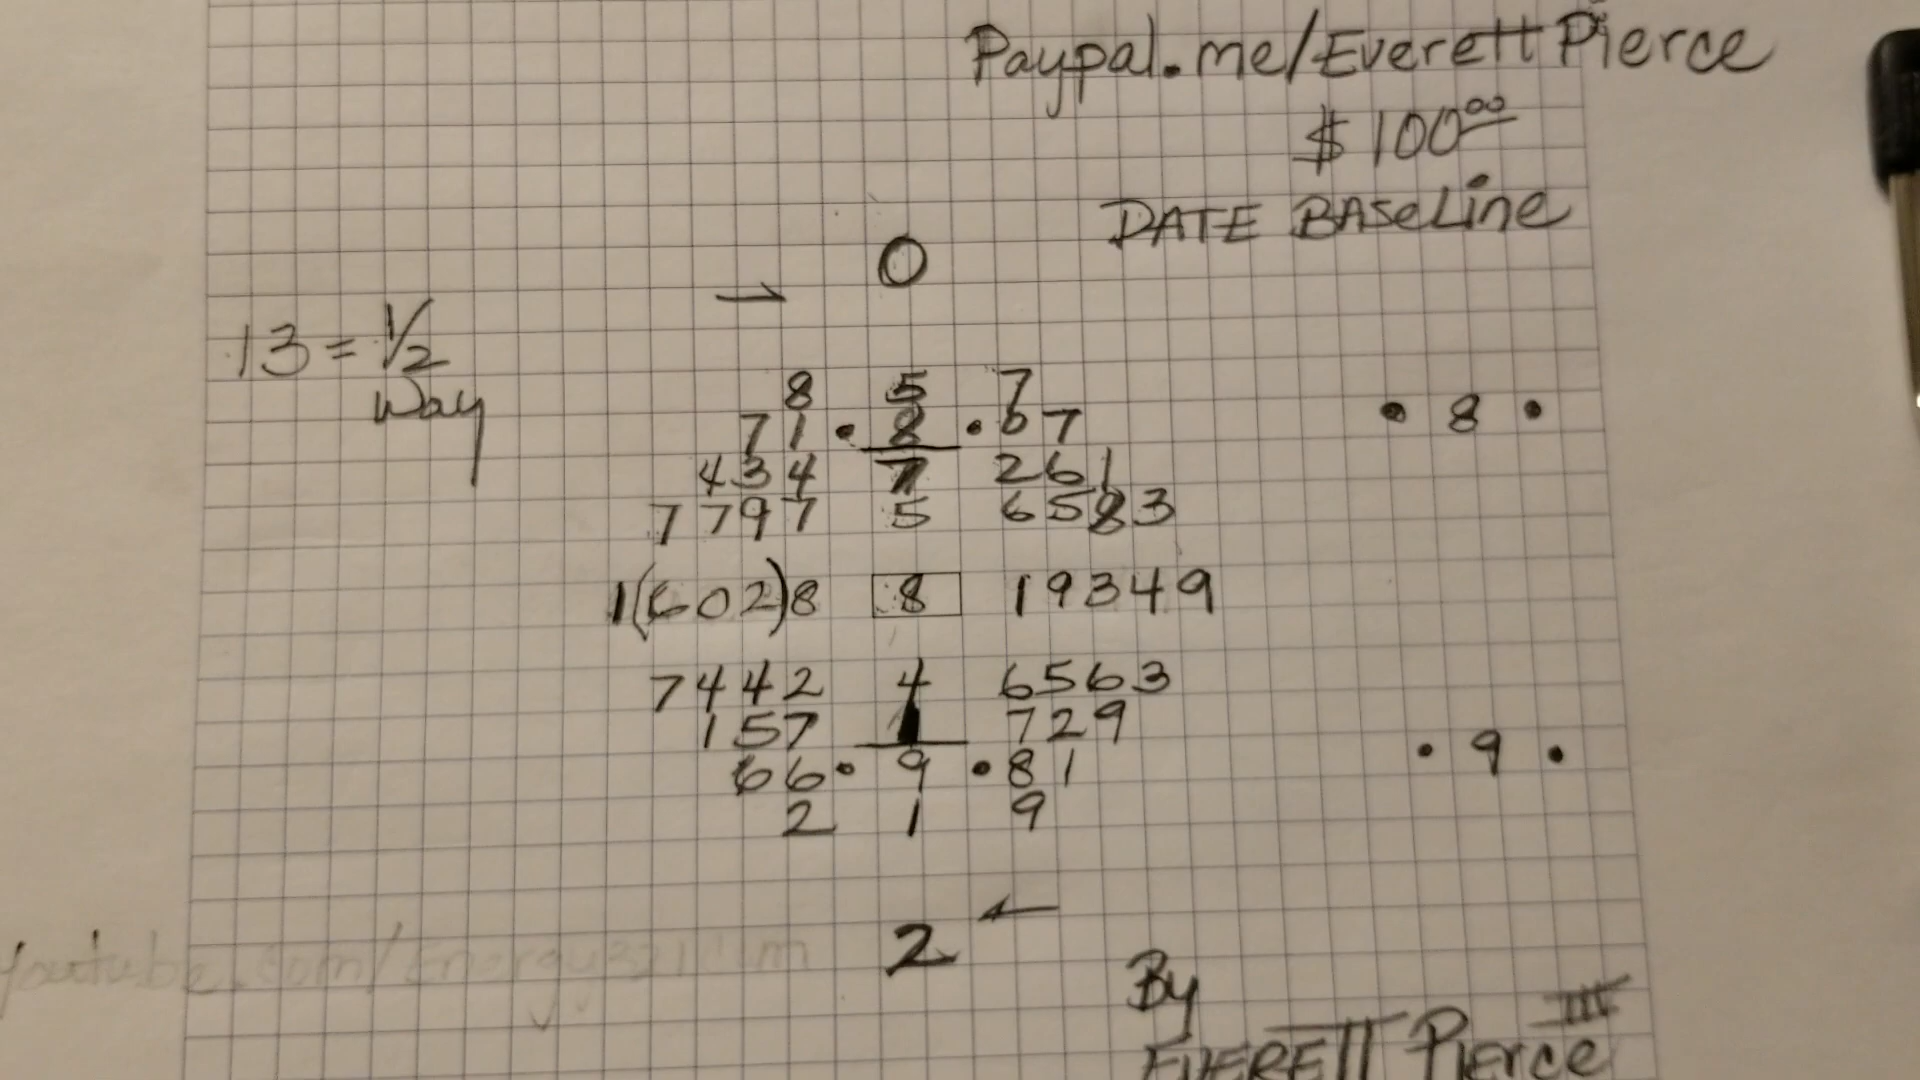 Paypal.me/Everett Pierce
$100.00
DATE BASeLine
0
13 = 1/2
Way
8 5 7
71 • 8 • 67
434 7 261
7797 5 6583
• 8 •
1(602)8 8 19349
7442 4 6563
157 1 729
66 • 9 • 81
2 1 9
• 9 •
2
By
EVERETT Pierce III